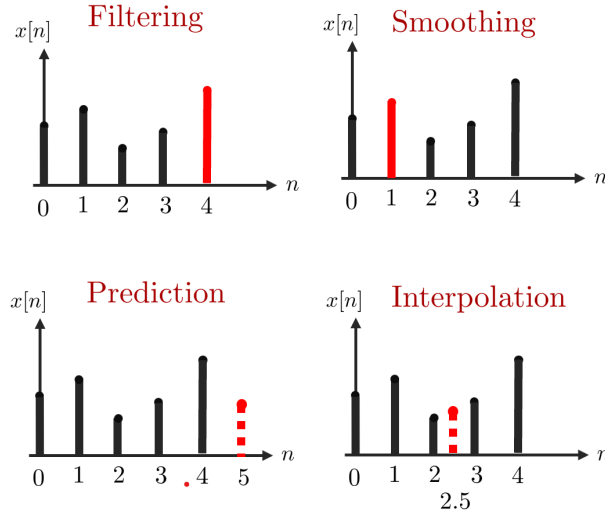 Filtering
x[n]
n
0 1 2 3 4
Smoothing
x[n]
n
0 1 2 3 4
Prediction
x[n]
n
0 1 2 3 4 5
Interpolation
x[n]
n
0 1 2 3 4
2.5